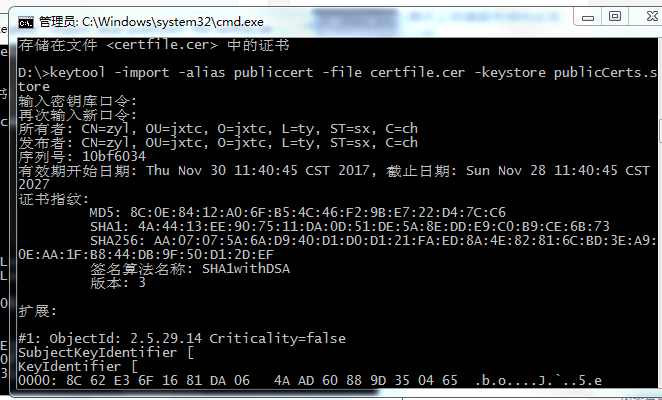 管理员: C:\Windows\system32\cmd.exe
存储在文件 <certfile.cer> 中的证书
D:\>keytool -import -alias publiccert -file certfile.cer -keystore publicCerts.s
tore
输入密钥库口令:
再次输入新口令:
所有者: CN=zyl, OU=jxtc, O=jxtc, L=ty, ST=sx, C=ch
发布者: CN=zyl, OU=jxtc, O=jxtc, L=ty, ST=sx, C=ch
序列号: 10bf6034
有效期开始日期: Thu Nov 30 11:40:45 CST 2017, 截止日期: Sun Nov 28 11:40:45 CST
2027
证书指纹:
MD5: 8C:0E:84:12:A0:6F:B5:4C:46:F2:9B:E7:22:D4:7C:C6
SHA1: 4A:44:13:EE:90:75:11:DA:0D:51:DE:5A:8E:DD:E9:C0:B9:CE:6B:73
SHA256: AA:07:07:5A:6A:D9:40:D1:D0:D1:21:FA:ED:8A:4E:82:81:6C:BD:3E:A9:
0E:AA:1F:B8:44:DB:9F:50:D1:2D:EF
签名算法名称: SHA1withDSA
版本: 3
扩展:
#1: ObjectId: 2.5.29.14 Criticality=false
SubjectKeyIdentifier [
KeyIdentifier [
0000: 8C 62 E3 6F 16 81 DA 06   4A AD 60 88 9D 35 04 65  .b.o....J.`..5.e